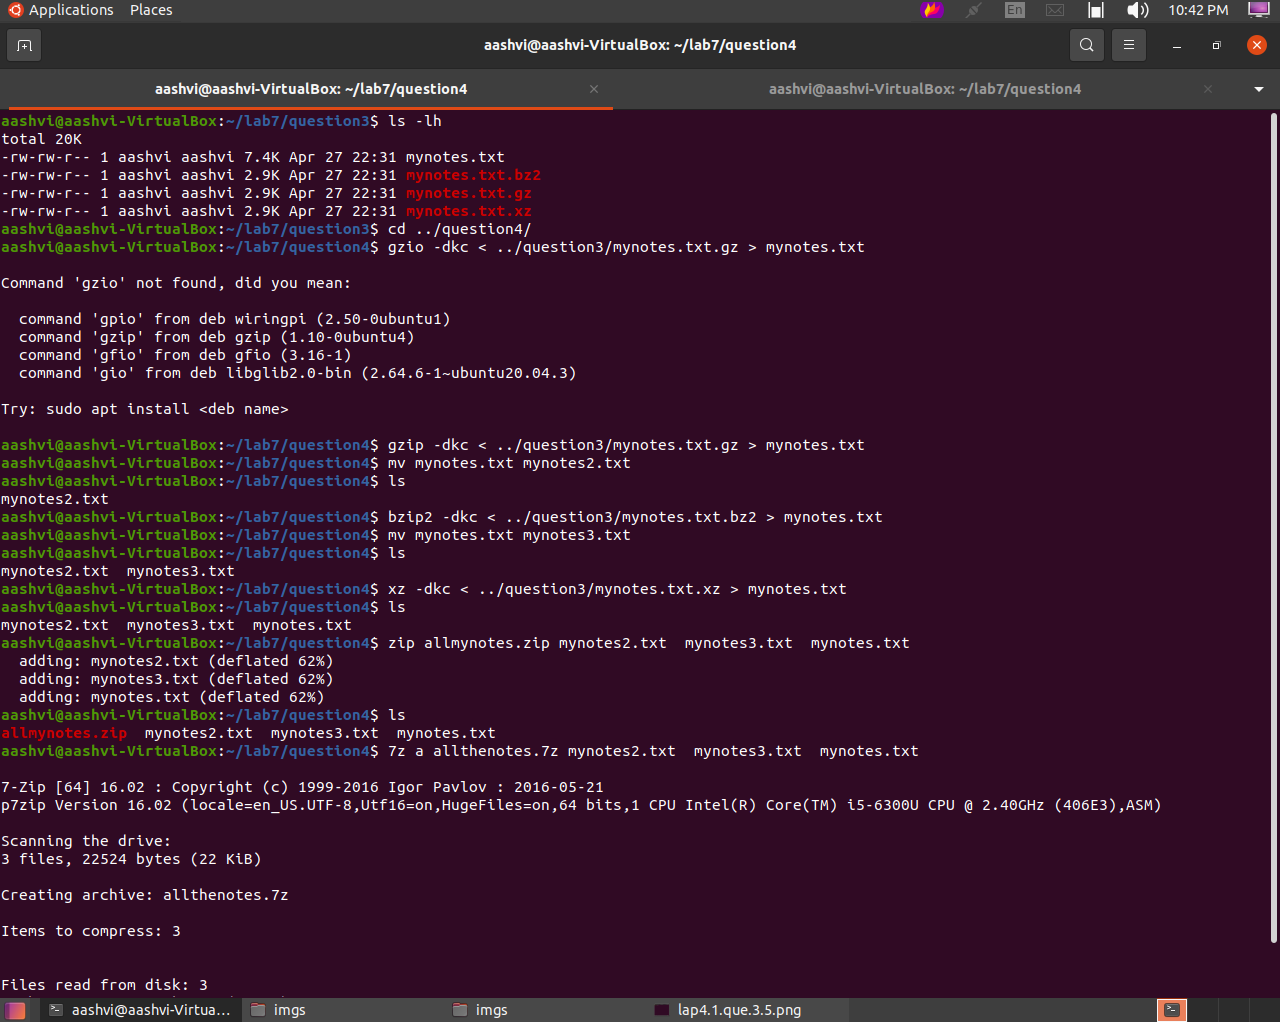 Applications Places En 10:42 PM
aashvi@aashvi-VirtualBox: ~/lab7/question4
aashvi@aashvi-VirtualBox: ~/lab7/question4 × aashvi@aashvi-VirtualBox: ~/lab7/question4 ×
aashvi@aashvi-VirtualBox:~/lab7/question3$ ls -lh
total 20K
-rw-rw-r-- 1 aashvi aashvi 7.4K Apr 27 22:31 mynotes.txt
-rw-rw-r-- 1 aashvi aashvi 2.9K Apr 27 22:31 mynotes.txt.bz2
-rw-rw-r-- 1 aashvi aashvi 2.9K Apr 27 22:31 mynotes.txt.gz
-rw-rw-r-- 1 aashvi aashvi 2.9K Apr 27 22:31 mynotes.txt.xz
aashvi@aashvi-VirtualBox:~/lab7/question3$ cd ../question4/
aashvi@aashvi-VirtualBox:~/lab7/question4$ gzio -dkc < ../question3/mynotes.txt.gz > mynotes.txt
Command 'gzio' not found, did you mean:
command 'gpio' from deb wiringpi (2.50-0ubuntu1)
command 'gzip' from deb gzip (1.10-0ubuntu4)
command 'gfio' from deb gfio (3.16-1)
command 'gio' from deb libglib2.0-bin (2.64.6-1~ubuntu20.04.3)
Try: sudo apt install <deb name>
aashvi@aashvi-VirtualBox:~/lab7/question4$ gzip -dkc < ../question3/mynotes.txt.gz > mynotes.txt
aashvi@aashvi-VirtualBox:~/lab7/question4$ mv mynotes.txt mynotes2.txt
aashvi@aashvi-VirtualBox:~/lab7/question4$ ls
mynotes2.txt
aashvi@aashvi-VirtualBox:~/lab7/question4$ bzip2 -dkc < ../question3/mynotes.txt.bz2 > mynotes.txt
aashvi@aashvi-VirtualBox:~/lab7/question4$ mv mynotes.txt mynotes3.txt
aashvi@aashvi-VirtualBox:~/lab7/question4$ ls
mynotes2.txt mynotes3.txt
aashvi@aashvi-VirtualBox:~/lab7/question4$ xz -dkc < ../question3/mynotes.txt.xz > mynotes.txt
aashvi@aashvi-VirtualBox:~/lab7/question4$ ls
mynotes2.txt mynotes3.txt mynotes.txt
aashvi@aashvi-VirtualBox:~/lab7/question4$ zip allmynotes.zip mynotes2.txt mynotes3.txt mynotes.txt
adding: mynotes2.txt (deflated 62%)
adding: mynotes3.txt (deflated 62%)
adding: mynotes.txt (deflated 62%)
aashvi@aashvi-VirtualBox:~/lab7/question4$ ls
allmynotes.zip mynotes2.txt mynotes3.txt mynotes.txt
aashvi@aashvi-VirtualBox:~/lab7/question4$ 7z a allthenotes.7z mynotes2.txt mynotes3.txt mynotes.txt
7-Zip [64] 16.02 : Copyright (c) 1999-2016 Igor Pavlov : 2016-05-21
p7zip Version 16.02 (locale=en_US.UTF-8,Utf16=on,HugeFiles=on,64 bits,1 CPU Intel(R) Core(TM) i5-6300U CPU @ 2.40GHz (406E3),ASM)
Scanning the drive:
3 files, 22524 bytes (22 KiB)
Creating archive: allthenotes.7z
Items to compress: 3
Files read from disk: 3
aashvi@aashvi-Virtua... imgs imgs lap4.1.que.3.5.png